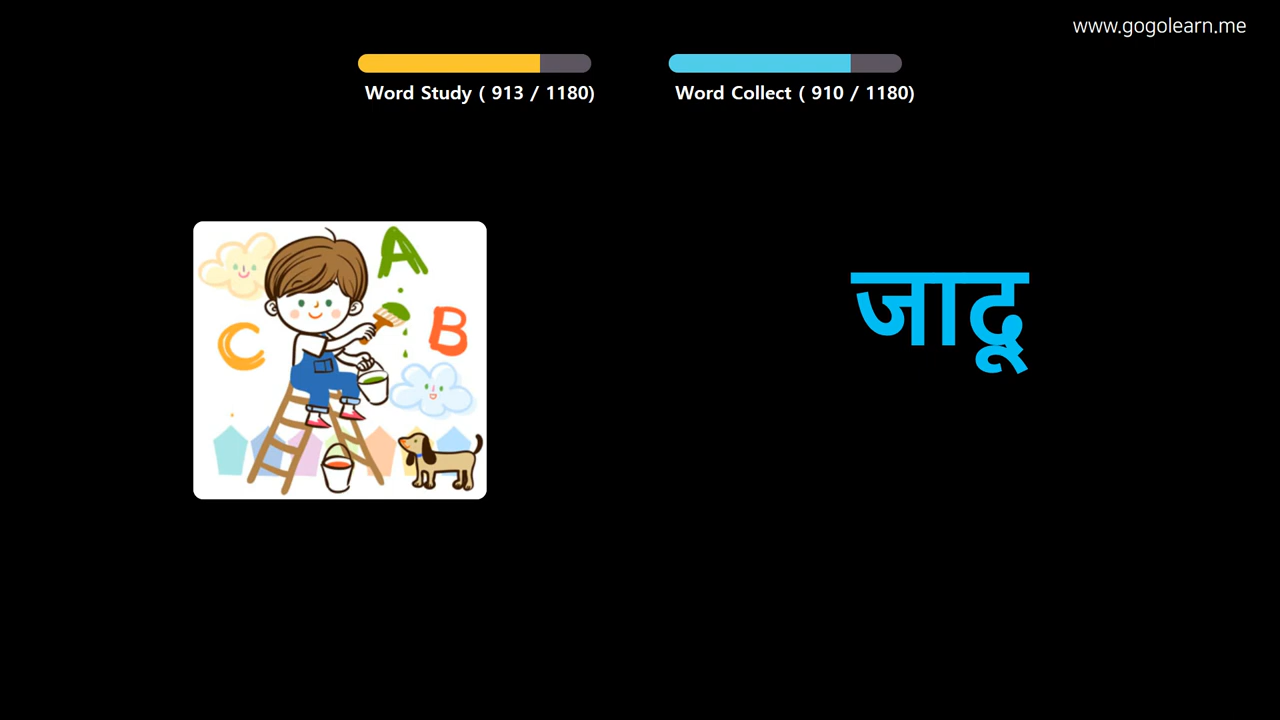 www.gogolearn.me
Word Study ( 913 / 1180)
Word Collect ( 910 / 1180)
A
B
C
जादू